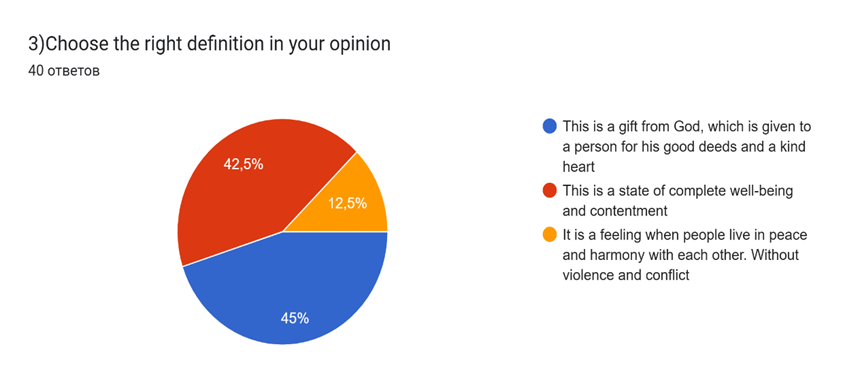 3)Choose the right definition in your opinion
40 ответов
42,5%
12,5%
45%
This is a gift from God, which is given to
a person for his good deeds and a kind
heart
This is a state of complete well-being
and contentment
It is a feeling when people live in peace
and harmony with each other. Without
violence and conflict